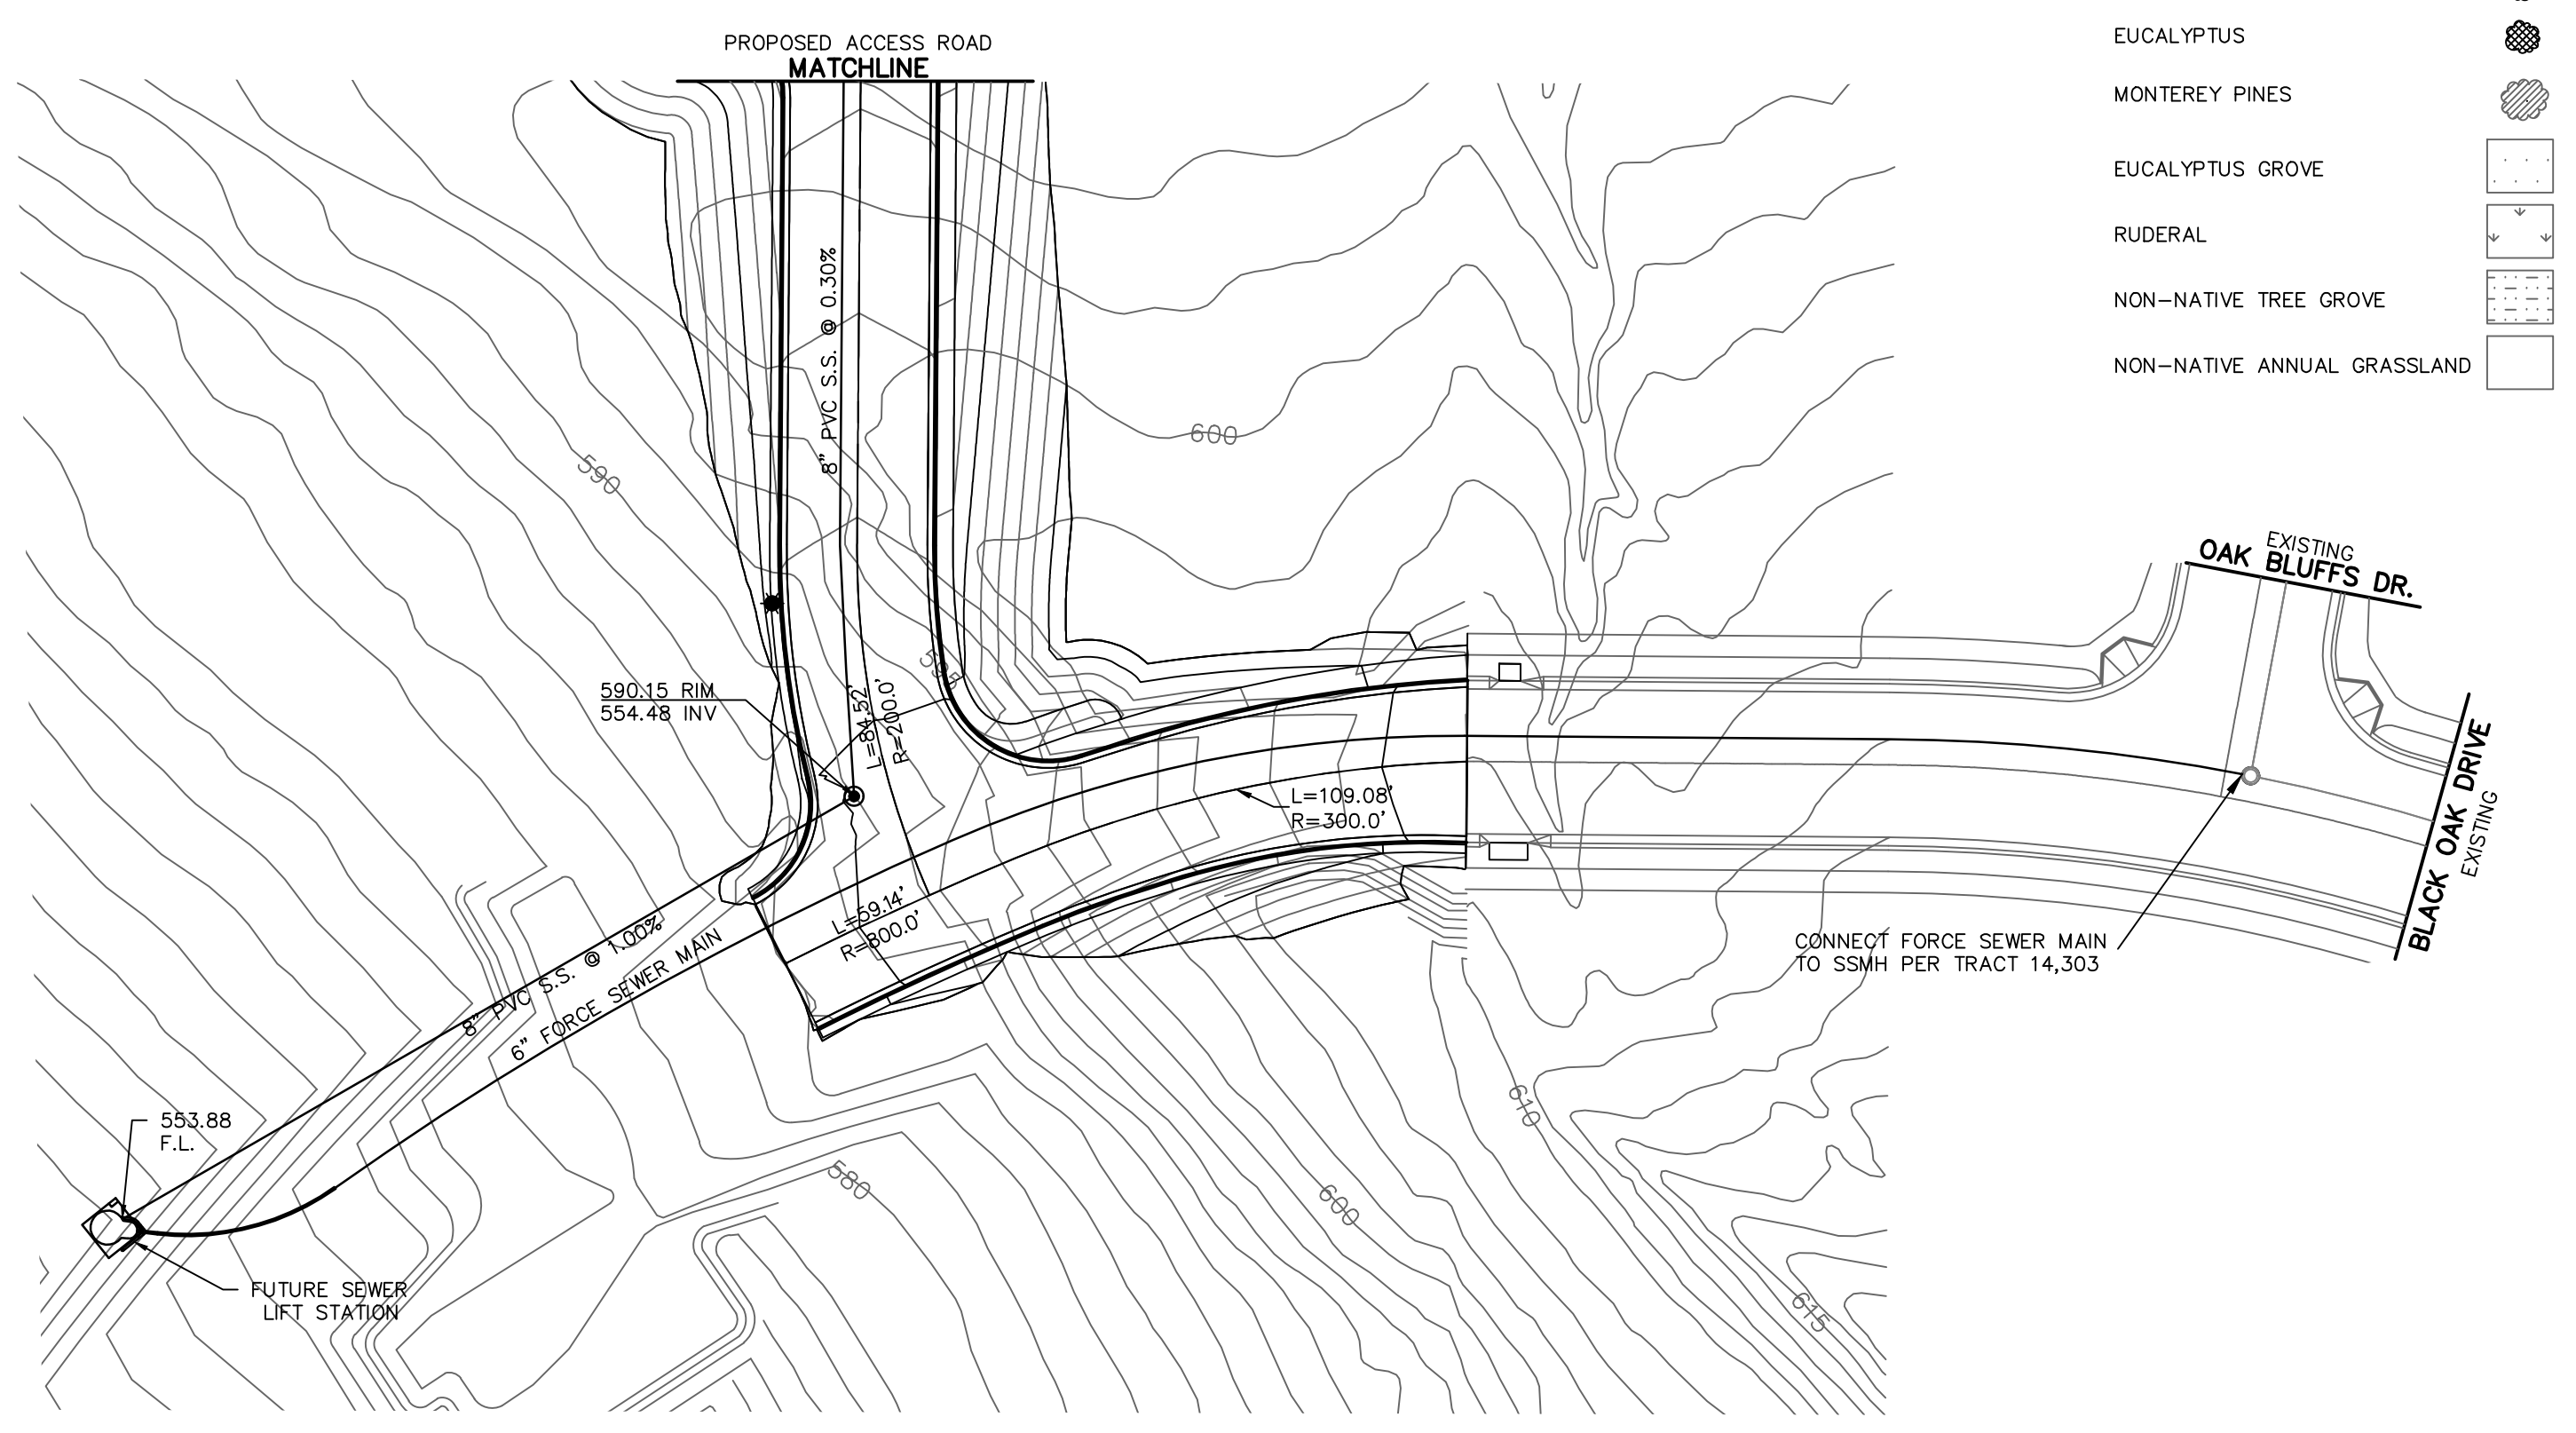 PROPOSED ACCESS ROAD
MATCHLINE
EUCALYPTUS
MONTEREY PINES
EUCALYPTUS GROVE
RUDERAL
NON-NATIVE TREE GROVE
NON-NATIVE ANNUAL GRASSLAND
8" PVC S.S. @ 0.30%
590
600
EXISTING
OAK BLUFFS DR.
595
590.15 RIM
554.48 INV
L=84.52'
R=200.0'
L=109.08'
R=300.0'
BLACK OAK DRIVE
EXISTING
L=59.14'
R=800.0'
CONNECT FORCE SEWER MAIN
TO SSMH PER TRACT 14,303
8" PVC S.S. @ 1.00%
6" FORCE SEWER MAIN
553.88
F.L.
610
580
600
FUTURE SEWER
LIFT STATION
615